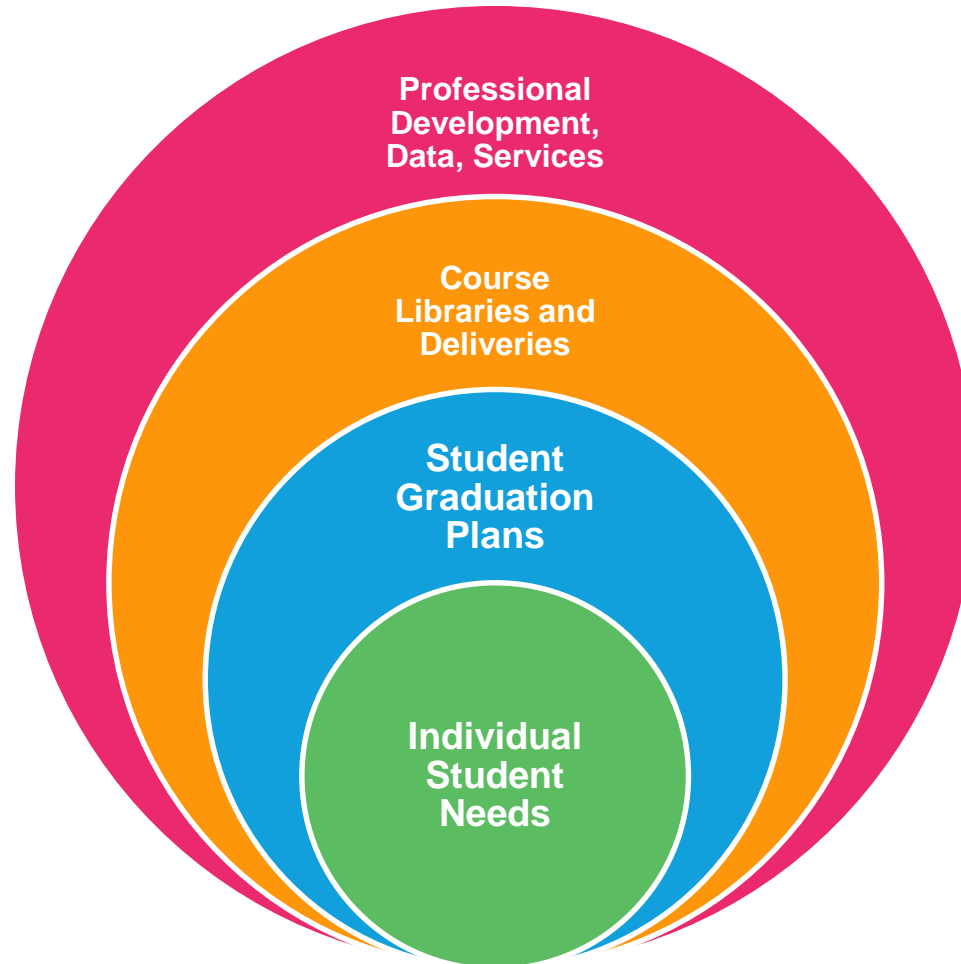 Professional
Development,
Data, Services
Course
Libraries and
Deliveries
Student
Graduation
Plans
Individual
Student
Needs